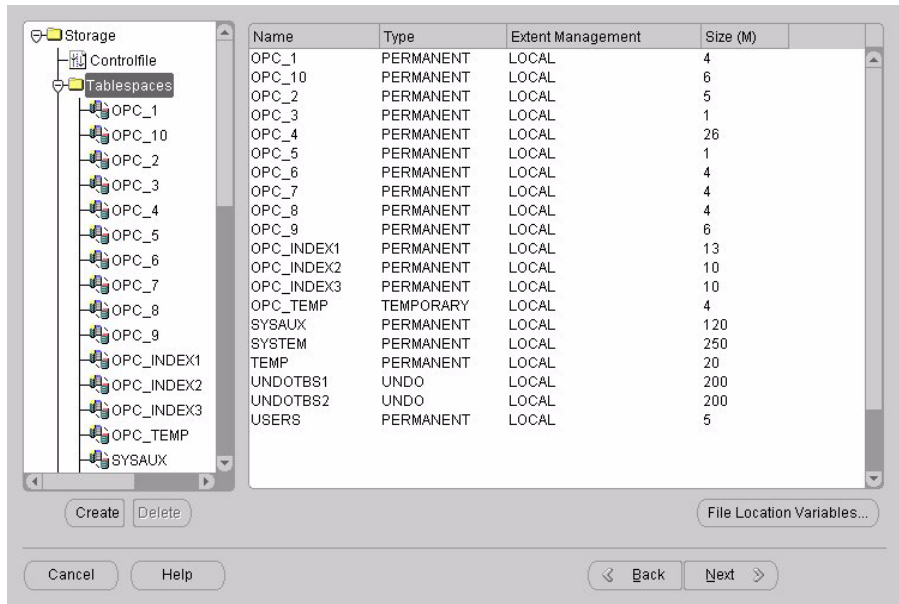 Storage
Controlfile
Tablespaces
OPC_1
OPC_10
OPC_2
OPC_3
OPC_4
OPC_5
OPC_6
OPC_7
OPC_8
OPC_9
OPC_INDEX1
OPC_INDEX2
OPC_INDEX3
OPC_TEMP
SYSAUX
Name Type Extent Management Size (M)
OPC_1 PERMANENT LOCAL 4
OPC_10 PERMANENT LOCAL 6
OPC_2 PERMANENT LOCAL 5
OPC_3 PERMANENT LOCAL 1
OPC_4 PERMANENT LOCAL 26
OPC_5 PERMANENT LOCAL 1
OPC_6 PERMANENT LOCAL 4
OPC_7 PERMANENT LOCAL 4
OPC_8 PERMANENT LOCAL 4
OPC_9 PERMANENT LOCAL 6
OPC_INDEX1 PERMANENT LOCAL 13
OPC_INDEX2 PERMANENT LOCAL 10
OPC_INDEX3 PERMANENT LOCAL 10
OPC_TEMP TEMPORARY LOCAL 4
SYSAUX PERMANENT LOCAL 120
SYSTEM PERMANENT LOCAL 250
TEMP PERMANENT LOCAL 20
UNDOTBS1 UNDO LOCAL 200
UNDOTBS2 UNDO LOCAL 200
USERS PERMANENT LOCAL 5
Create Delete File Location Variables...
Cancel Help Back Next